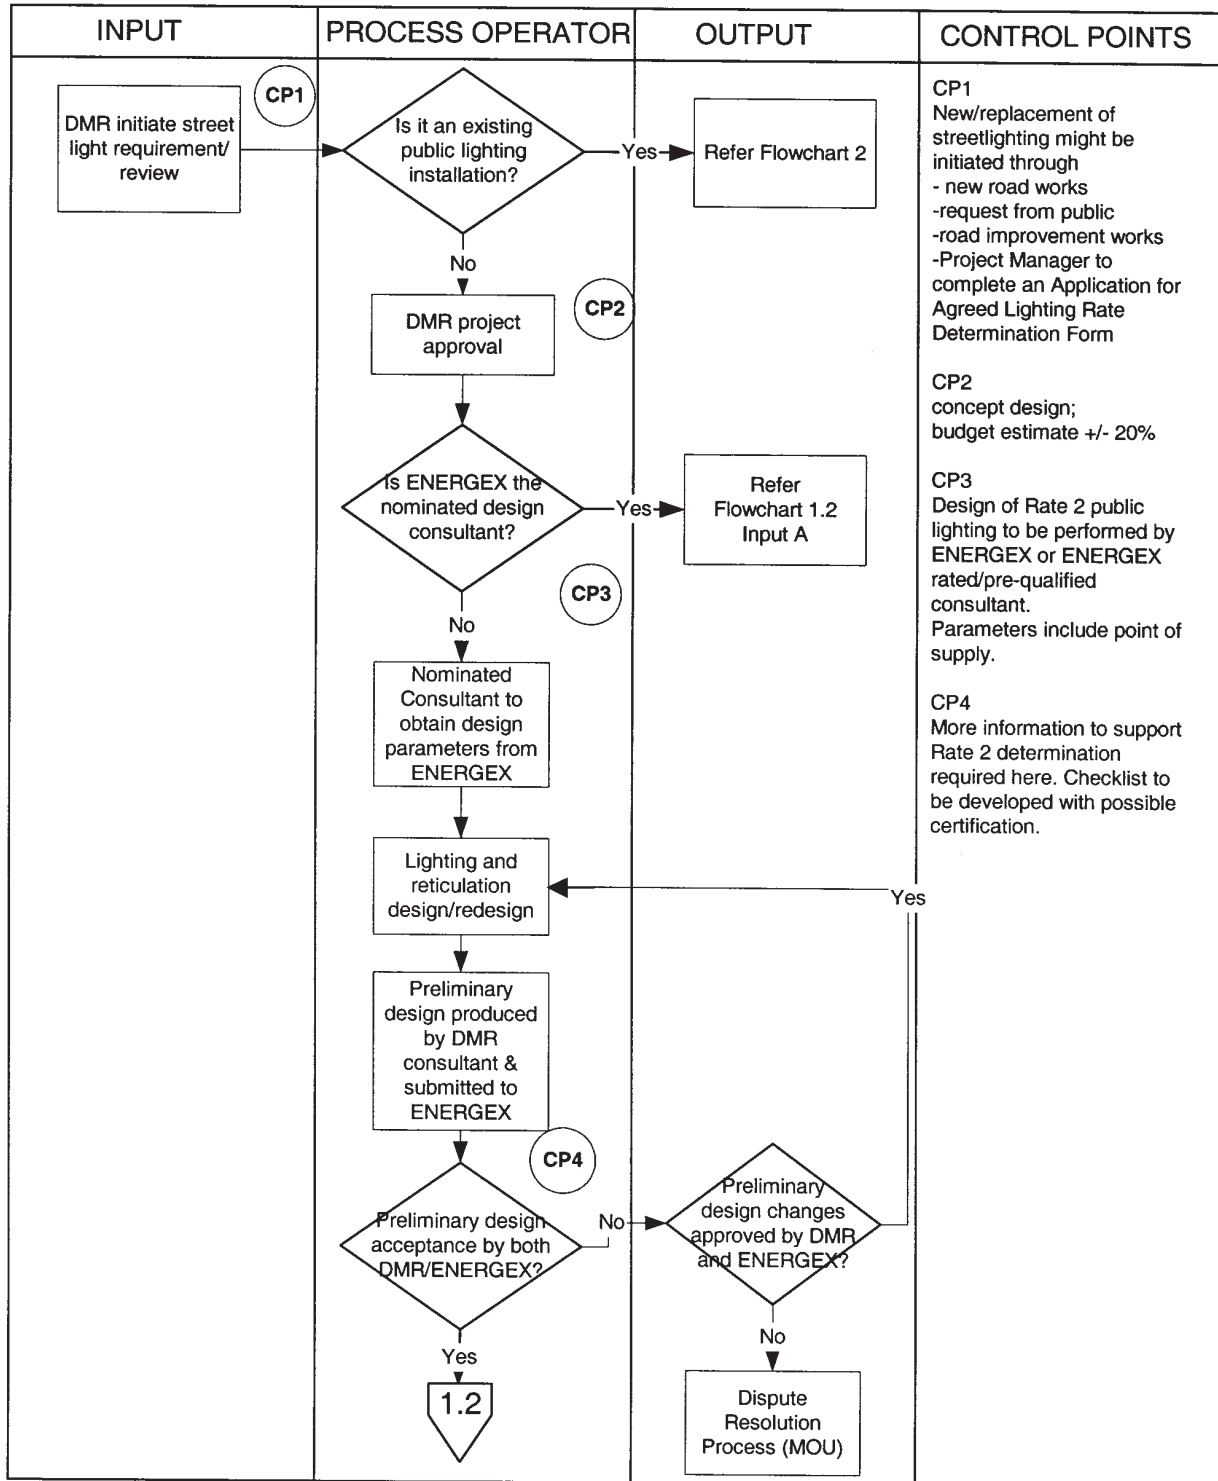 INPUT
PROCESS OPERATOR
OUTPUT
CONTROL POINTS
DMR initiate street
light requirement/
review
CP1
Is it an existing
public lighting
installation?
Yes
Refer Flowchart 2
No
DMR project
approval
CP2
Is ENERGEX the
nominated design
consultant?
Yes
Refer
Flowchart 1.2
Input A
CP3
No
Nominated
Consultant to
obtain design
parameters from
ENERGEX
Lighting and
reticulation
design/redesign
Yes
Preliminary
design produced
by DMR
consultant &
submitted to
ENERGEX
CP4
Preliminary design
acceptance by both
DMR/ENERGEX?
No
Preliminary
design changes
approved by DMR
and ENERGEX?
Yes
1.2
No
Dispute
Resolution
Process (MOU)
CP1
New/replacement of
streetlighting might be
initiated through
- new road works
-request from public
-road improvement works
-Project Manager to
complete an Application for
Agreed Lighting Rate
Determination Form
CP2
concept design;
budget estimate +/- 20%
CP3
Design of Rate 2 public
lighting to be performed by
ENERGEX or ENERGEX
rated/pre-qualified
consultant.
Parameters include point of
supply.
CP4
More information to support
Rate 2 determination
required here. Checklist to
be developed with possible
certification.